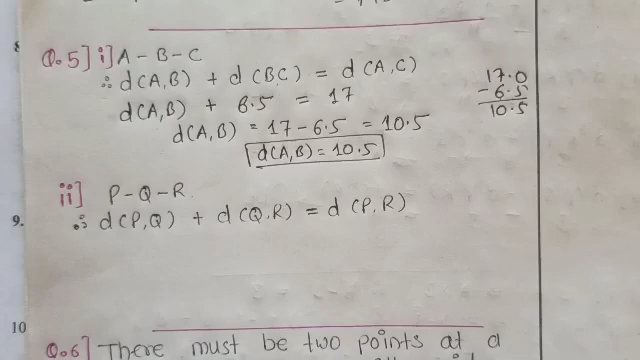 8
Q.5] i] A - B - C
∴ d(A,B) + d(BC) = d(A,C)
d(A,B) + 6.5 = 17
d(A,B) = 17 - 6.5 = 10.5
d(A,B) = 10.5
17.0
- 6.5
10.5
ii] P - Q - R
9.
∴ d(P,Q) + d(Q,R) = d(P,R)
10
Q.6] There must be two points at a